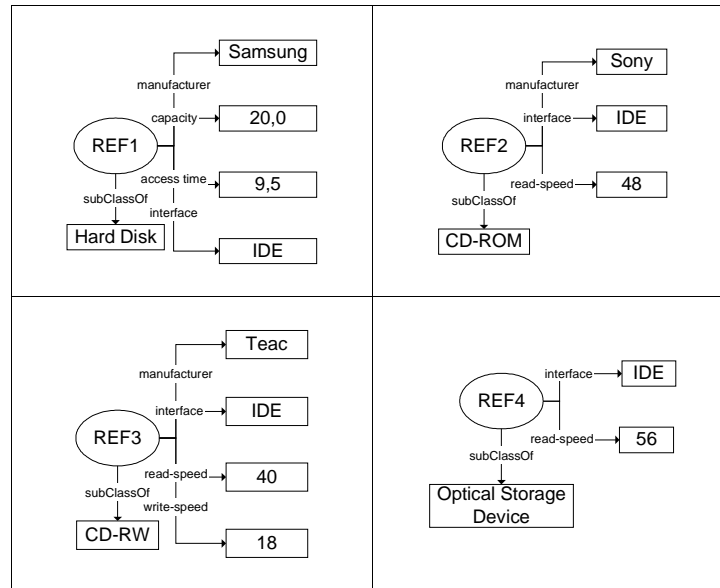 Samsung
manufacturer
capacity
20,0
REF1
access time
9,5
subClassOf
interface
Hard Disk
IDE
Sony
manufacturer
interface
IDE
REF2
read-speed
48
subClassOf
CD-ROM
Teac
manufacturer
interface
IDE
REF3
read-speed
40
subClassOf
write-speed
CD-RW
18
interface
IDE
REF4
read-speed
56
subClassOf
Optical Storage
Device